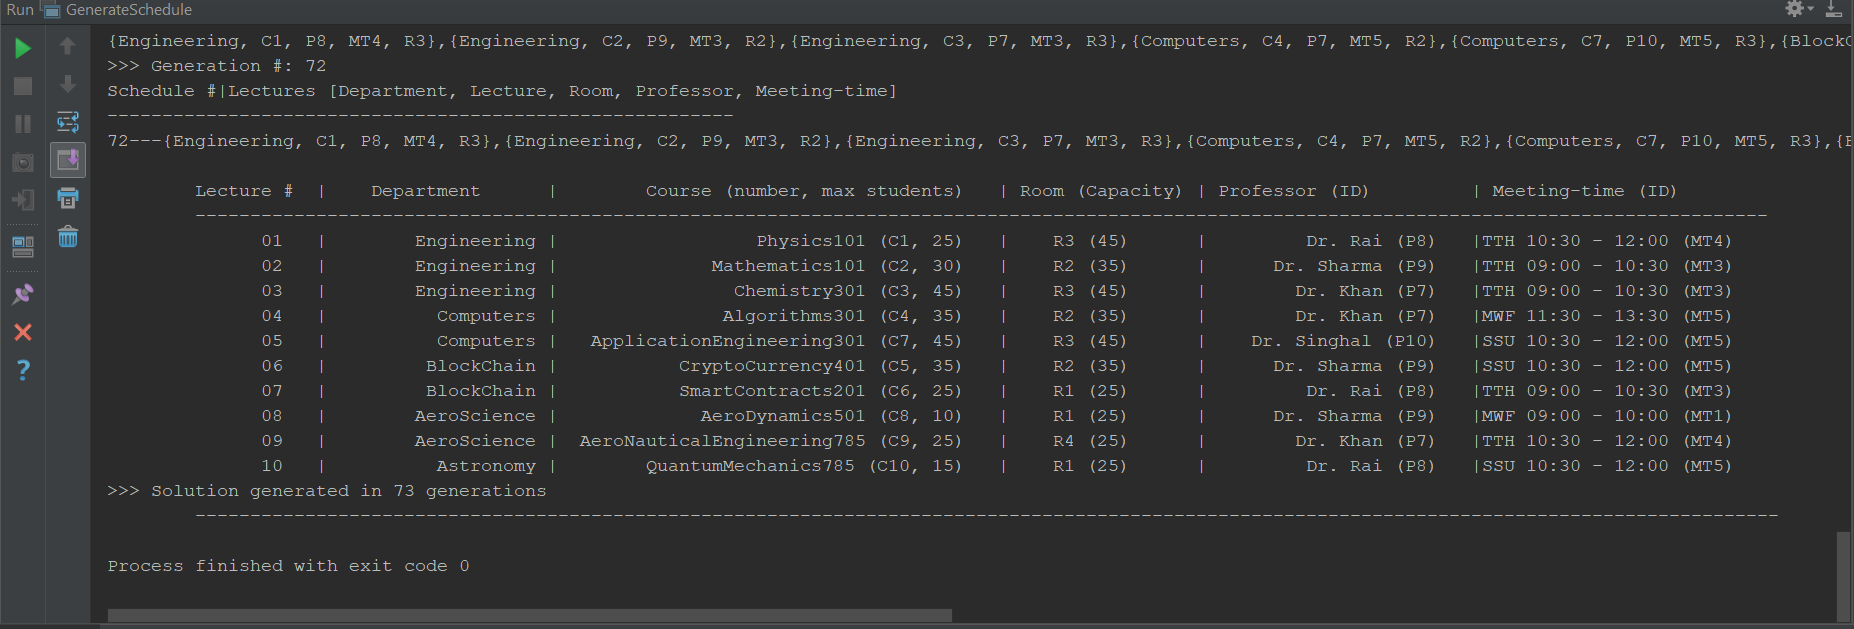 Run GenerateSchedule
{Engineering, C1, P8, MT4, R3},{Engineering, C2, P9, MT3, R2},{Engineering, C3, P7, MT3, R3},{Computers, C4, P7, MT5, R2},{Computers, C7, P10, MT5, R3},{BlockC
>>> Generation #: 72
Schedule #|Lectures [Department, Lecture, Room, Professor, Meeting-time]
---------------------------------------------------------
72---{Engineering, C1, P8, MT4, R3},{Engineering, C2, P9, MT3, R2},{Engineering, C3, P7, MT3, R3},{Computers, C4, P7, MT5, R2},{Computers, C7, P10, MT5, R3},{B
Lecture # | Department | Course (number, max students) | Room (Capacity) | Professor (ID) | Meeting-time (ID)
-----------------------------------------------------------------------------------------------------------------------------------------------
01 | Engineering | Physics101 (C1, 25) | R3 (45) | Dr. Rai (P8) |TTH 10:30 - 12:00 (MT4)
02 | Engineering | Mathematics101 (C2, 30) | R2 (35) | Dr. Sharma (P9) |TTH 09:00 - 10:30 (MT3)
03 | Engineering | Chemistry301 (C3, 45) | R3 (45) | Dr. Khan (P7) |TTH 09:00 - 10:30 (MT3)
04 | Computers | Algorithms301 (C4, 35) | R2 (35) | Dr. Khan (P7) |MWF 11:30 - 13:30 (MT5)
05 | Computers | ApplicationEngineering301 (C7, 45) | R3 (45) | Dr. Singhal (P10) |SSU 10:30 - 12:00 (MT5)
06 | BlockChain | CryptoCurrency401 (C5, 35) | R2 (35) | Dr. Sharma (P9) |SSU 10:30 - 12:00 (MT5)
07 | BlockChain | SmartContracts201 (C6, 25) | R1 (25) | Dr. Rai (P8) |TTH 09:00 - 10:30 (MT3)
08 | AeroScience | AeroDynamics501 (C8, 10) | R1 (25) | Dr. Sharma (P9) |MWF 09:00 - 10:00 (MT1)
09 | AeroScience | AeroNauticalEngineering785 (C9, 25) | R4 (25) | Dr. Khan (P7) |TTH 10:30 - 12:00 (MT4)
10 | Astronomy | QuantumMechanics785 (C10, 15) | R1 (25) | Dr. Rai (P8) |SSU 10:30 - 12:00 (MT5)
>>> Solution generated in 73 generations
------------------------------------------------------------------------------------------------------------------------------------------------
Process finished with exit code 0